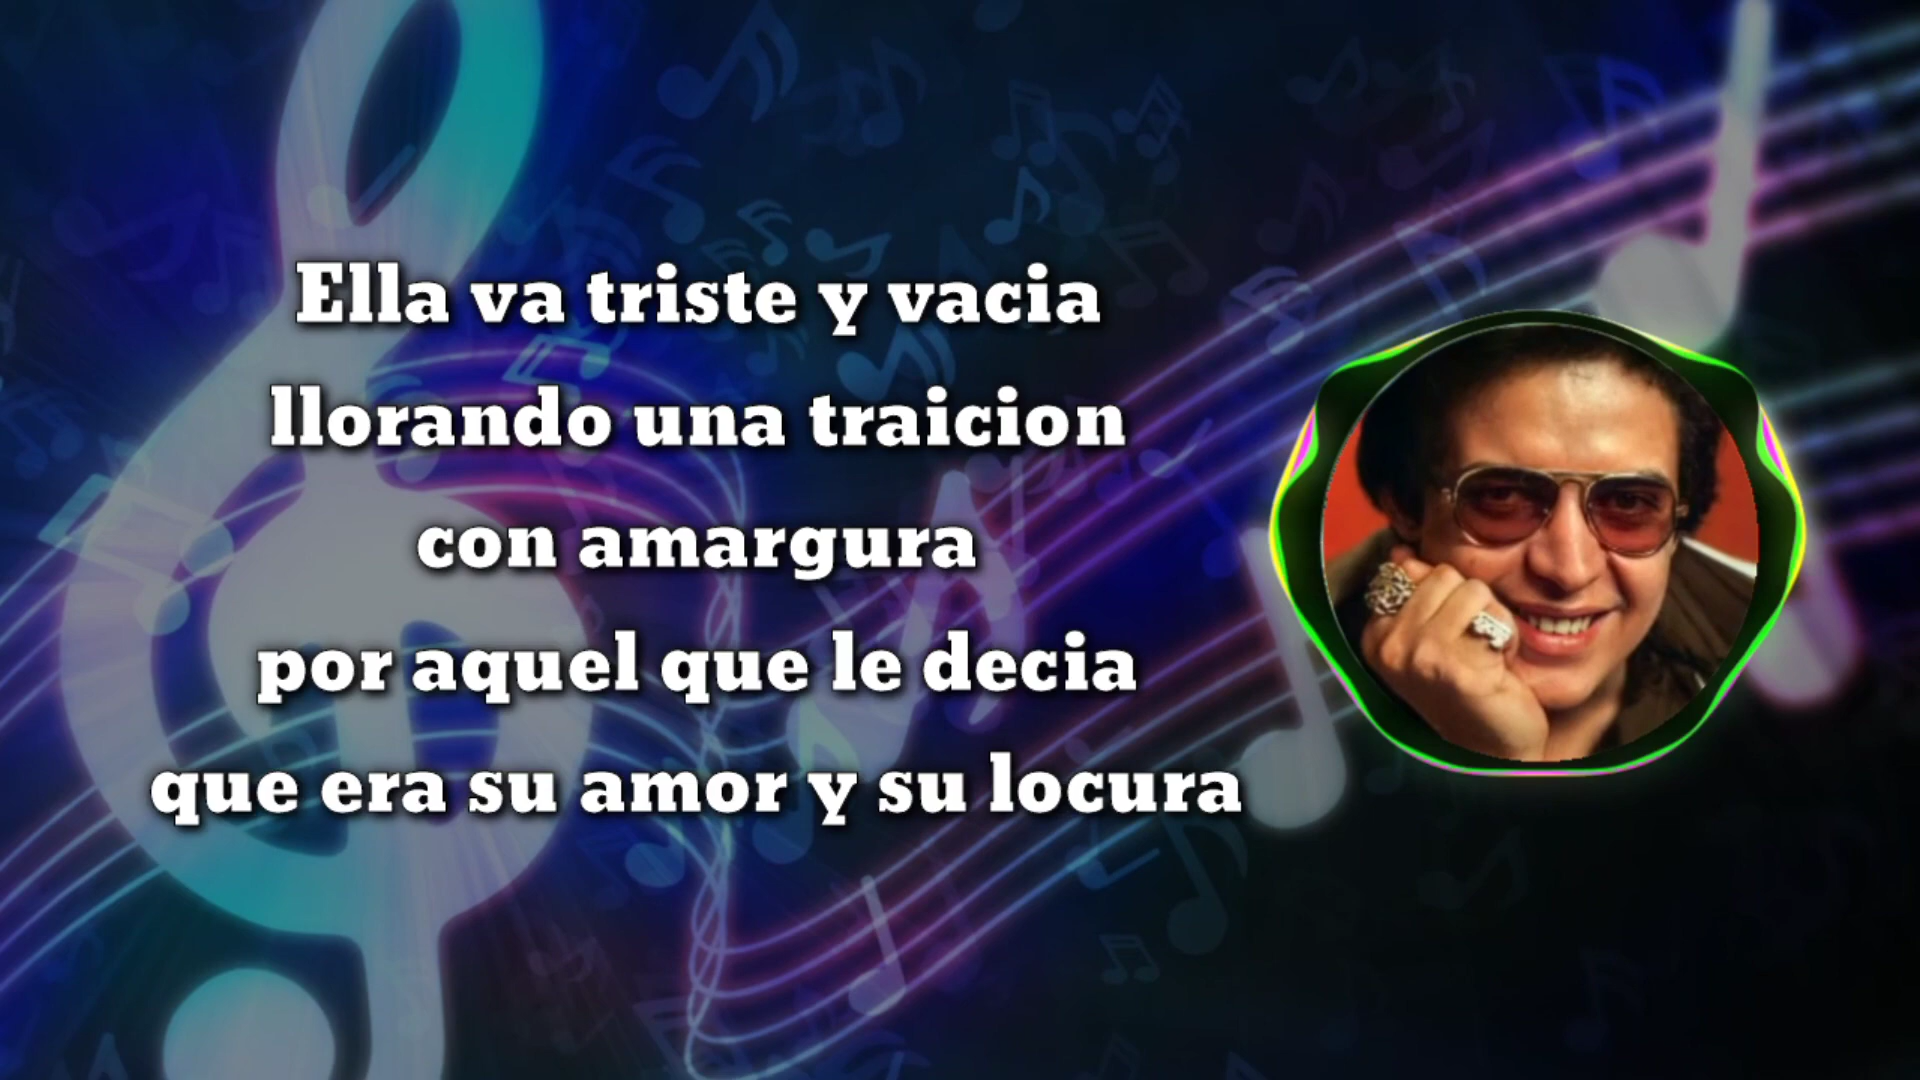 Ella va triste y vacia
llorando una traicion
con amargura
por aquel que le decia
que era su amor y su locura